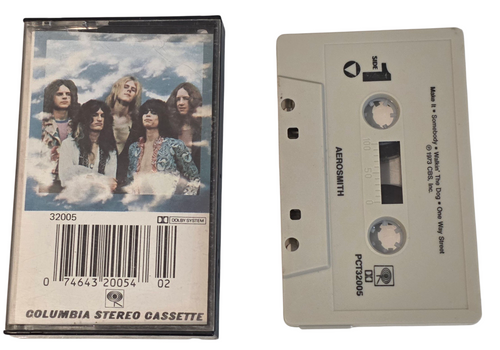 32005
DOLBY SYSTEM
0 74643 20054 02
COLUMBIA STEREO CASSETTE
SIDE
1
Make It • Somebody • Walkin' The Dog • One Way Street
℗ 1973 CBS, Inc.
AEROSMITH
PCT32005